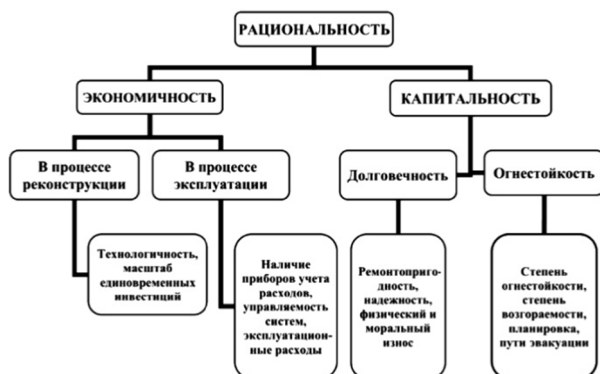 РАЦИОНАЛЬНОСТЬ
ЭКОНОМИЧНОСТЬ
КАПИТАЛЬНОСТЬ
В процессе
реконструкции
В процессе
эксплуатации
Долговечность
Огнестойкость
Технологичность,
масштаб
единовременных
инвестиций
Наличие
приборов учета
расходов,
управляемость
систем,
эксплуатацион-
ные расходы
Ремонтоприго-
дность,
надежность,
физический и
моральный
износ
Степень
огнестойкости,
степень
возгораемости,
планировка,
пути эвакуации